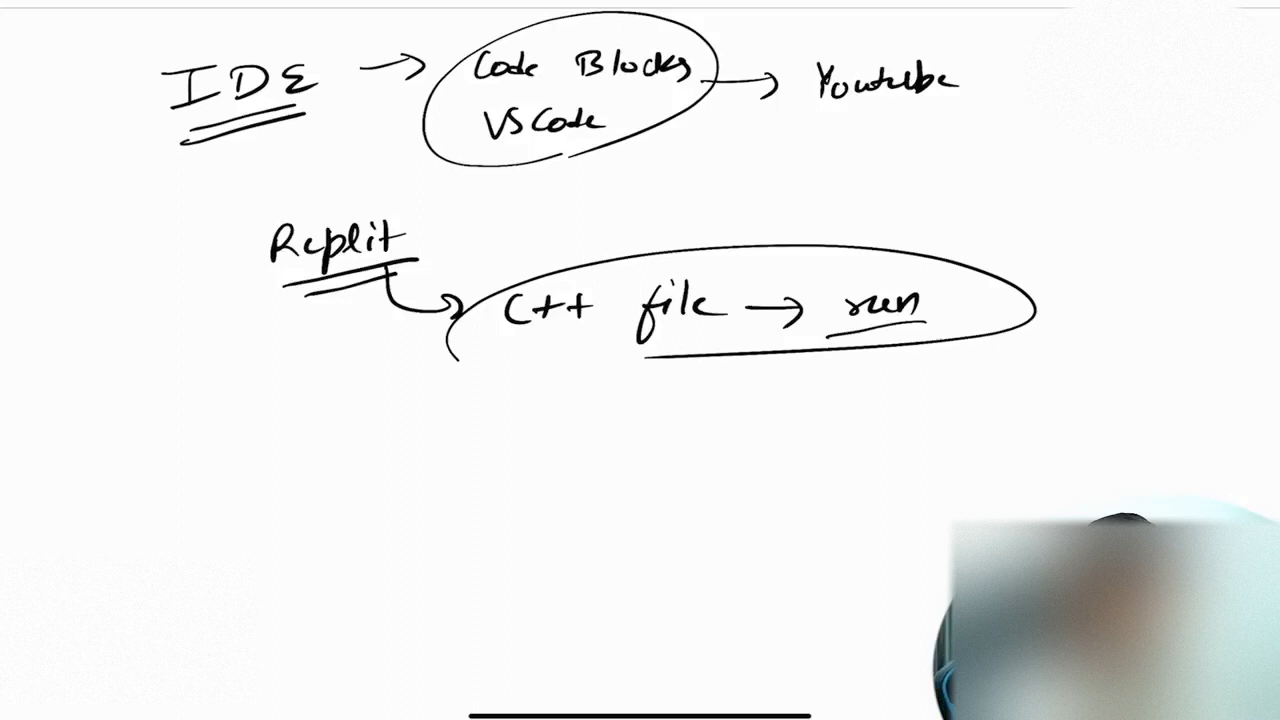 IDE → Code Blocks → Youtube
VS Code
Replit
C++ file → run